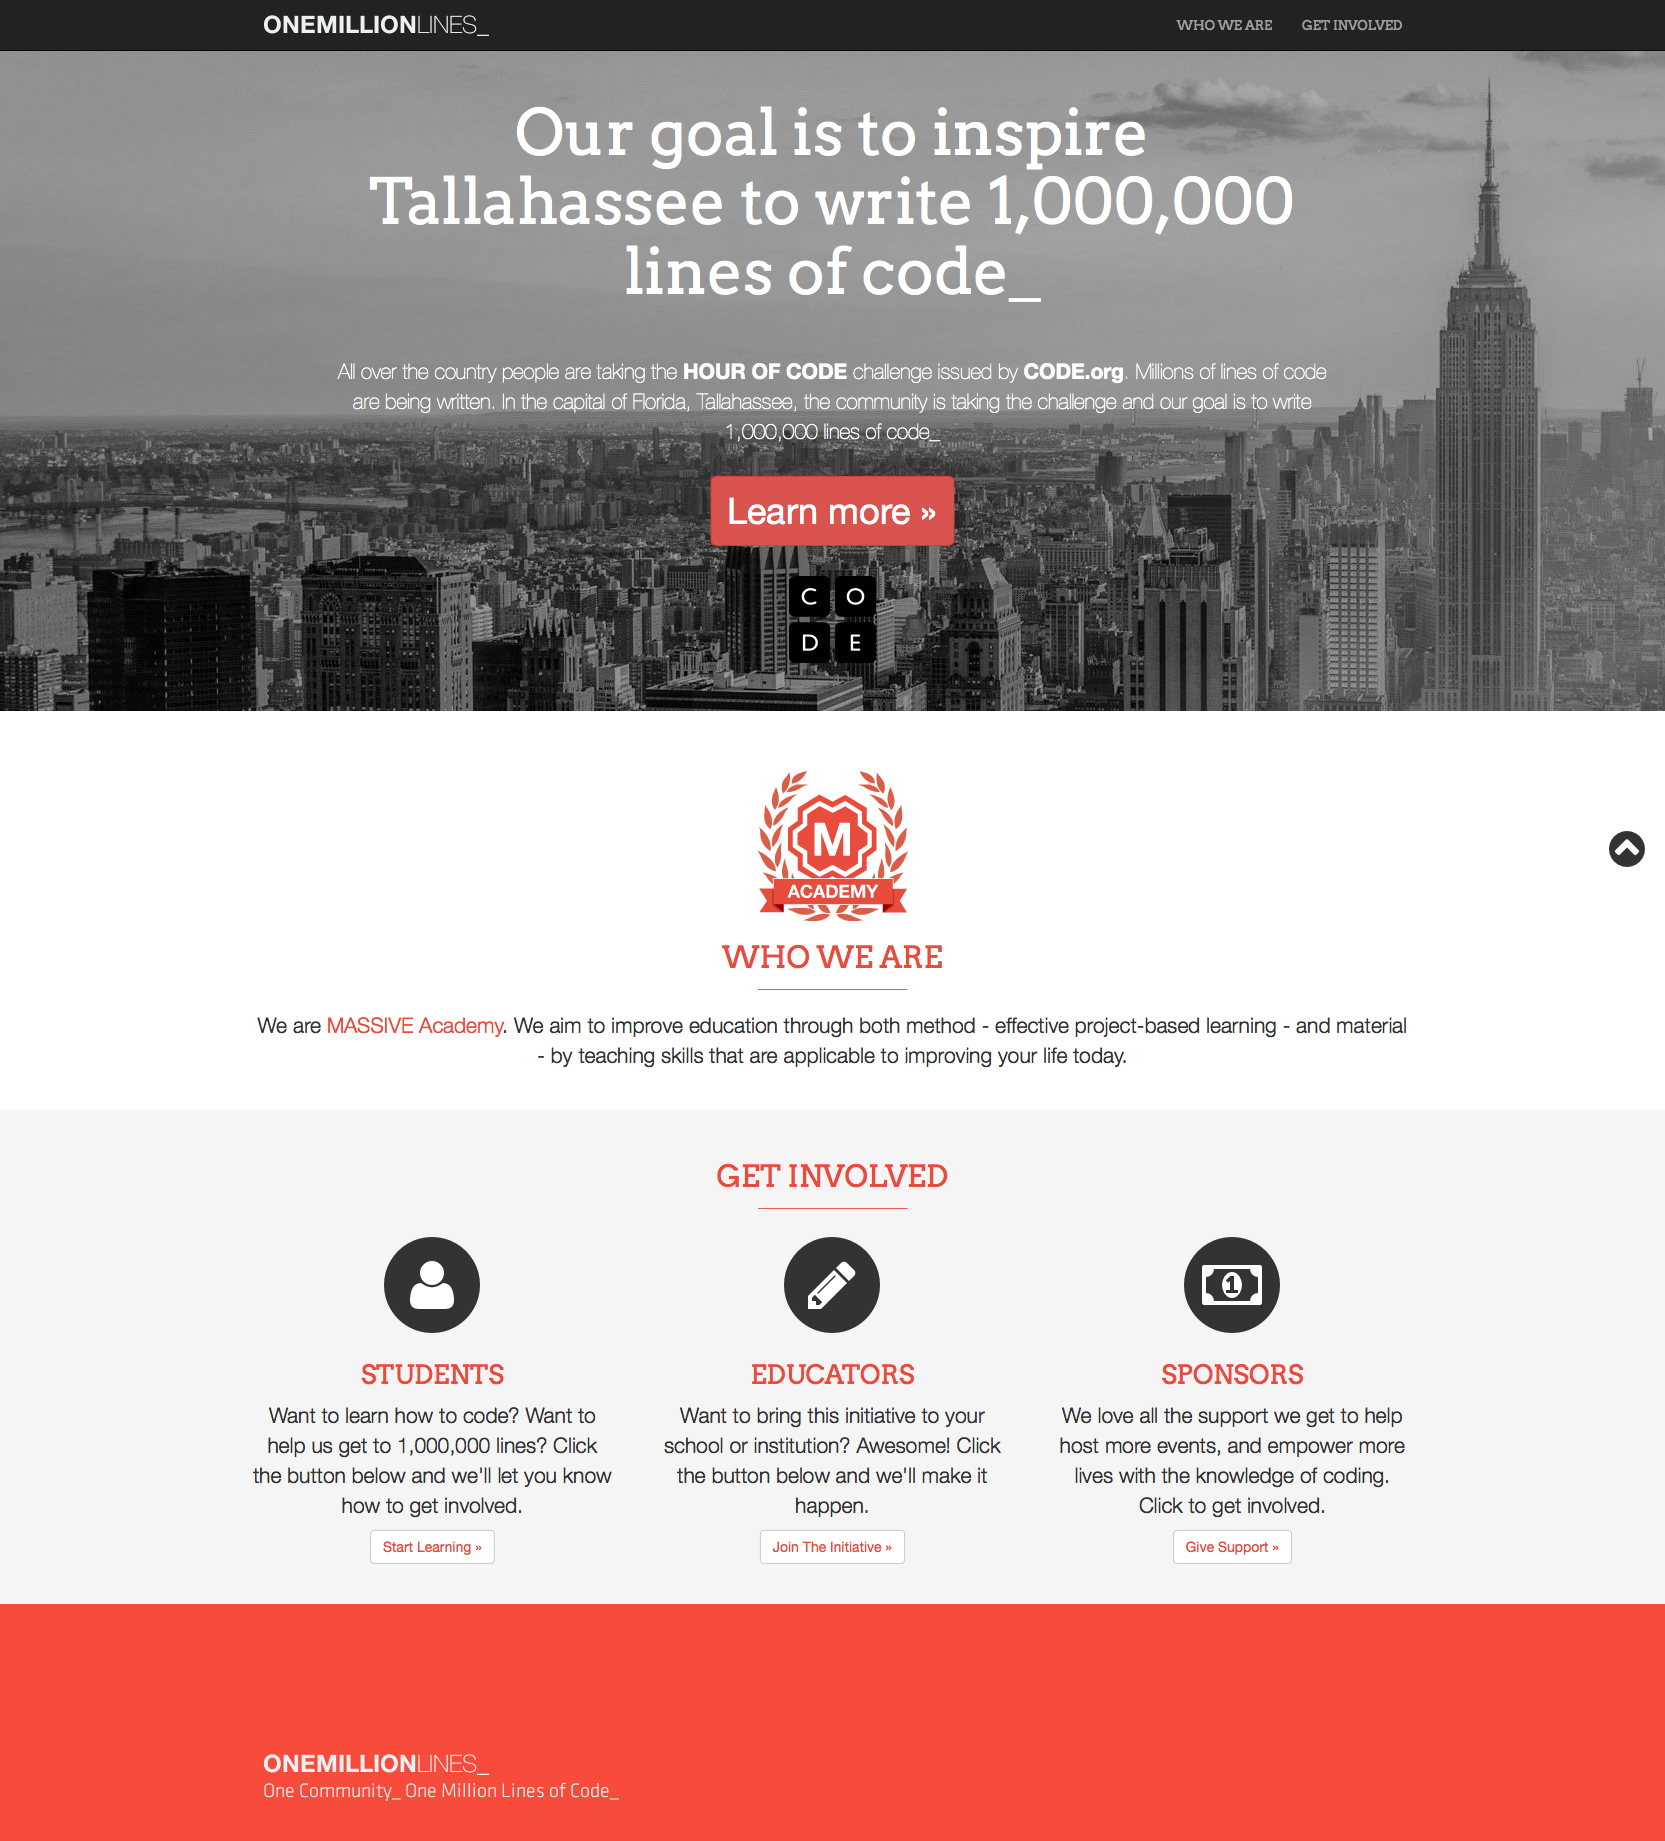 ONEMILLIONLINES_
WHO WE ARE
GET INVOLVED
Our goal is to inspire
Tallahassee to write 1,000,000
lines of code_
All over the country people are taking the HOUR OF CODE challenge issued by CODE.org. Millions of lines of code
are being written. In the capital of Florida, Tallahassee, the community is taking the challenge and our goal is to write
1,000,000 lines of code_
Learn more »
C O
D E
M
ACADEMY
WHO WE ARE
We are MASSIVE Academy. We aim to improve education through both method - effective project-based learning - and material
- by teaching skills that are applicable to improving your life today.
GET INVOLVED
1
STUDENTS
Want to learn how to code? Want to
help us get to 1,000,000 lines? Click
the button below and we'll let you know
how to get involved.
Start Learning »
EDUCATORS
Want to bring this initiative to your
school or institution? Awesome! Click
the button below and we'll make it
happen.
Join The Initiative »
SPONSORS
We love all the support we get to help
host more events, and empower more
lives with the knowledge of coding.
Click to get involved.
Give Support »
ONEMILLIONLINES_
One Community_ One Million Lines of Code_